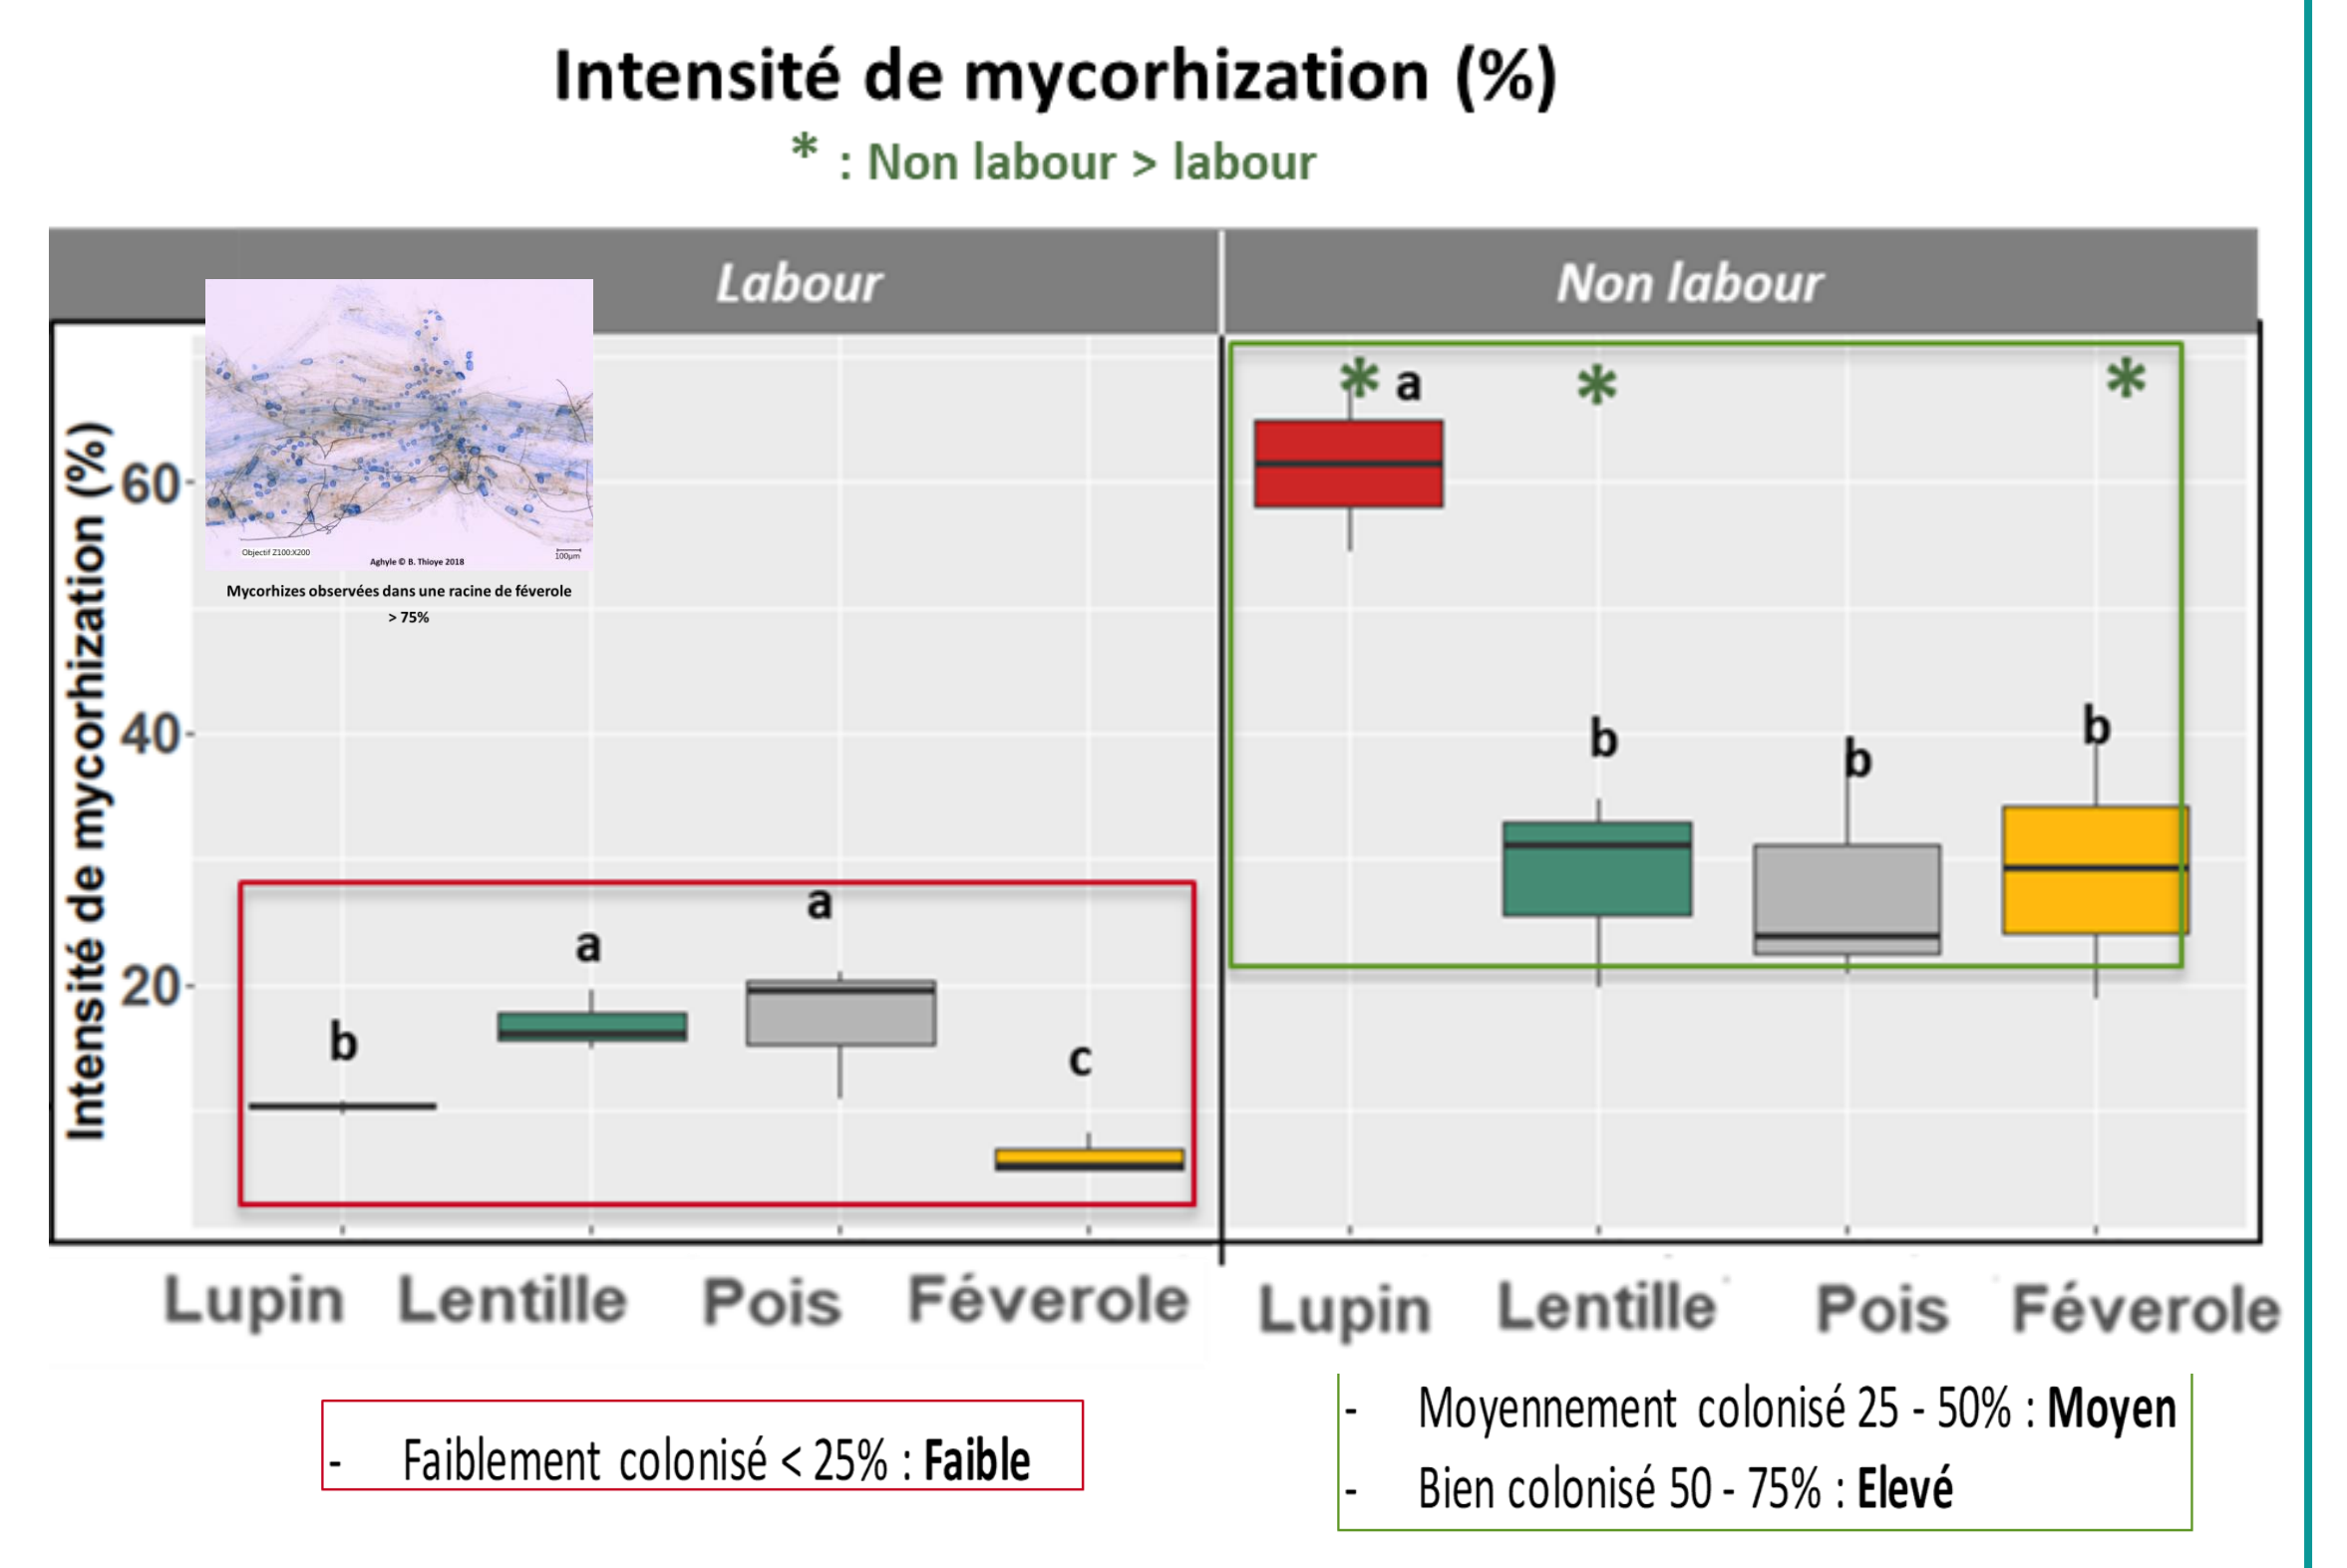 Intensité de mycorhization (%)
* : Non labour > labour
Labour
Non labour
Intensité de mycorhization (%)
60
40
20
Objectif Z100:X200
100µm
Aghyle © B. Thioye 2018
Mycorhizes observées dans une racine de féverole
> 75%
b
a
a
c
* a
*
*
b
b
b
Lupin Lentille Pois Féverole
Lupin Lentille Pois Féverole
- Faiblement colonisé < 25% : Faible
- Moyennement colonisé 25 - 50% : Moyen
- Bien colonisé 50 - 75% : Elevé